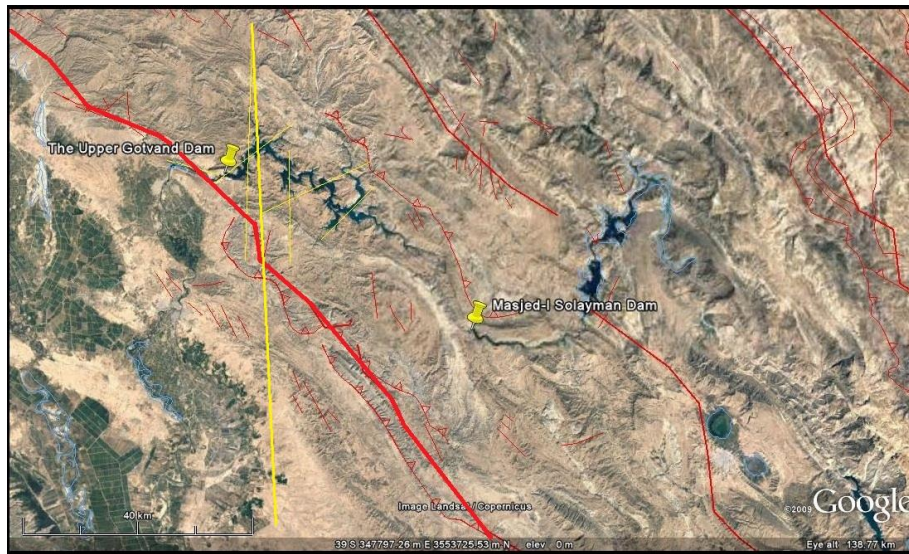 The Upper Gotvand Dam
Masjed-I Solayman Dam
Image Landsat / Copernicus
40 km
©2009 Google
39 S 347797.26 m E 3553725.53 m N elev 0 m
Eye alt 138.77 km